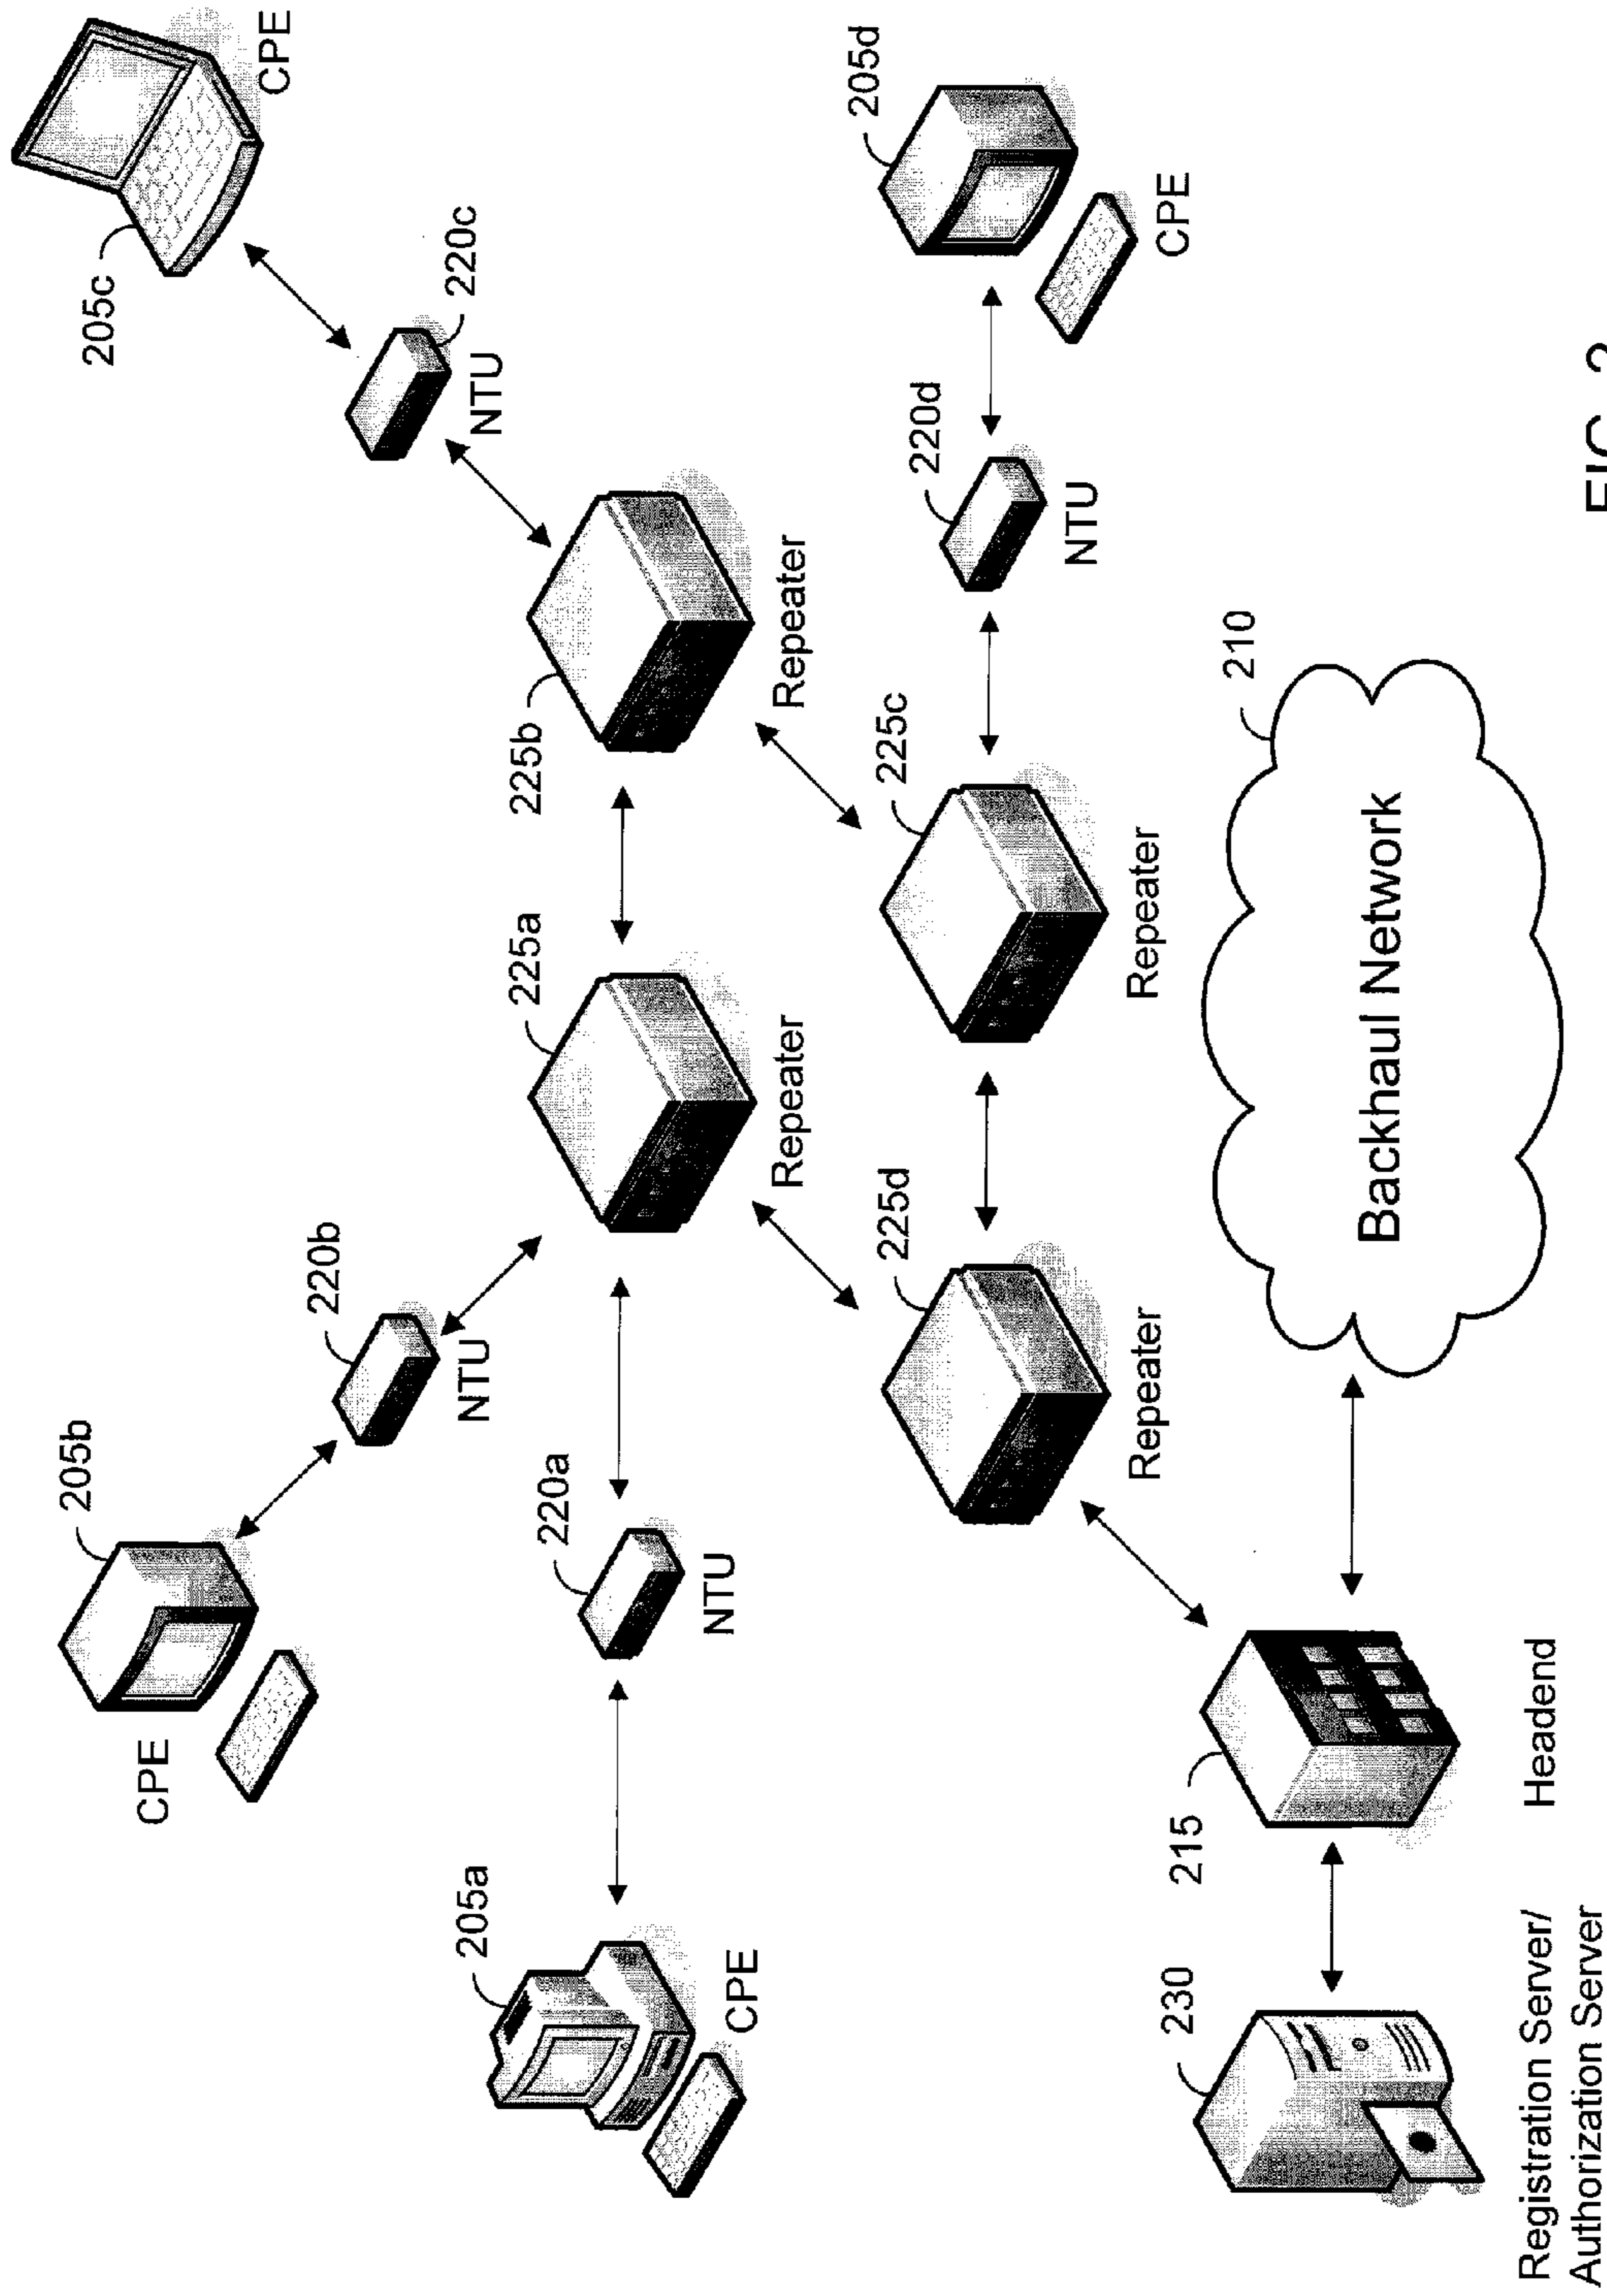 205b
205c
CPE
CPE
220b
220c
205a
NTU
NTU
225a
225b
220a
NTU
CPE
Repeater
Repeater
205d
225d
225c
220d
NTU
Repeater
Repeater
CPE
230
215
210
Backhaul Network
Registration Server/
Authorization Server
Headend